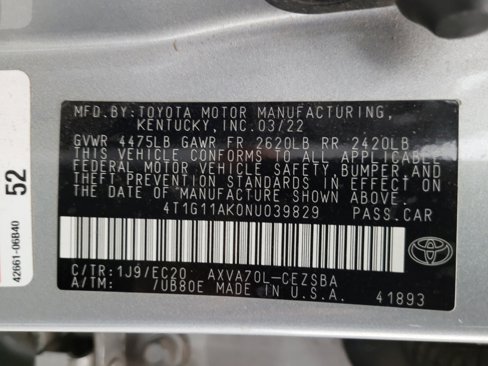 MFD.BY:TOYOTA MOTOR MANUFACTURING,
KENTUCKY,INC.03/22
GVWR 4475LB GAWR FR 2620LB RR 2420LB
THIS VEHICLE CONFORMS TO ALL APPLICABLE
FEDERAL MOTOR VEHICLE SAFETY,BUMPER,AND
THEFT PREVENTION STANDARDS IN EFFECT ON
THE DATE OF MANUFACTURE SHOWN ABOVE.
4T1G11AK0NU039829 PASS.CAR
C/TR:1J9/EC20 AXVA70L-CEZSBA
A/TM: /UB80E MADE IN U.S.A. 41893
TOYOTA
52
42661-06B40